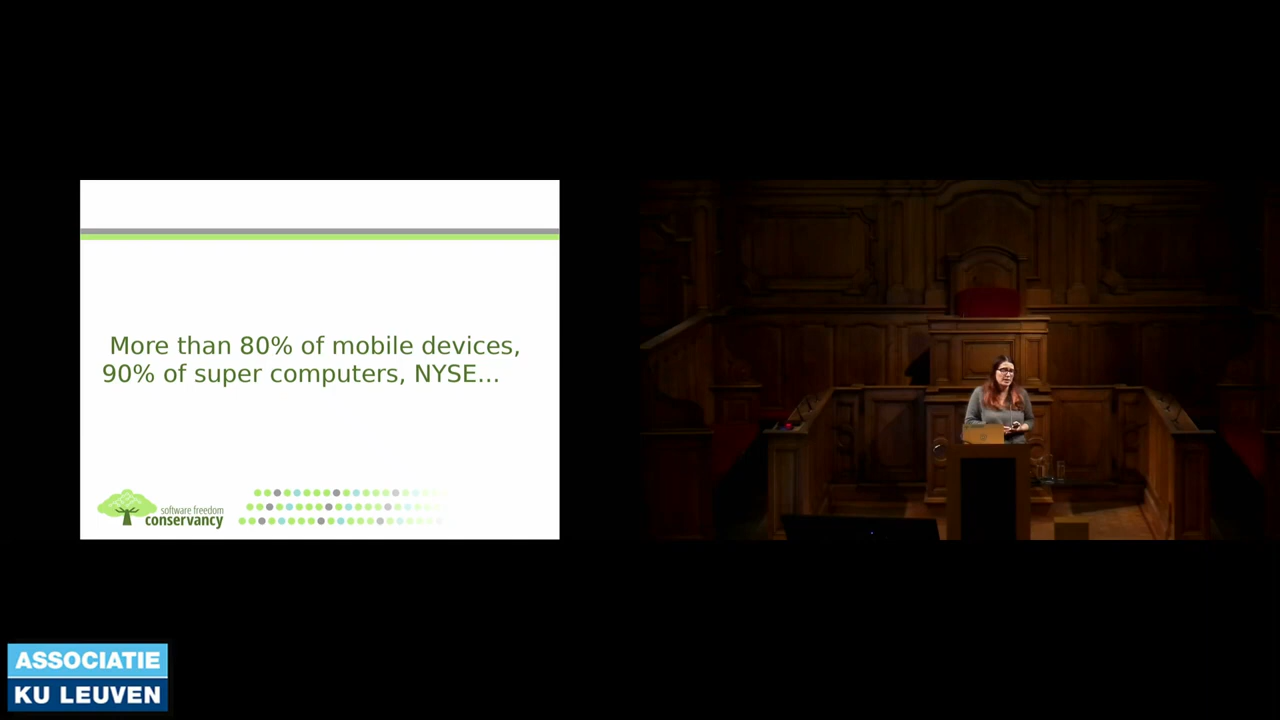 More than 80% of mobile devices,
90% of super computers, NYSE...
software freedom
conservancy
ASSOCIATIE
KU LEUVEN